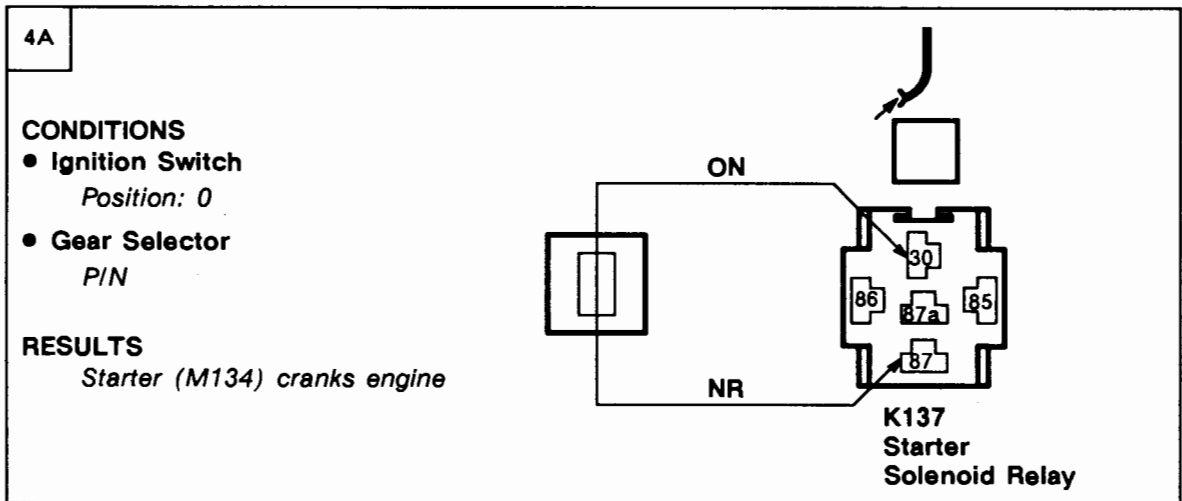 4A
CONDITIONS
● Ignition Switch
Position: 0
● Gear Selector
P/N
RESULTS
Starter (M134) cranks engine
ON
NR
30
86
87a
85
87
K137
Starter
Solenoid Relay